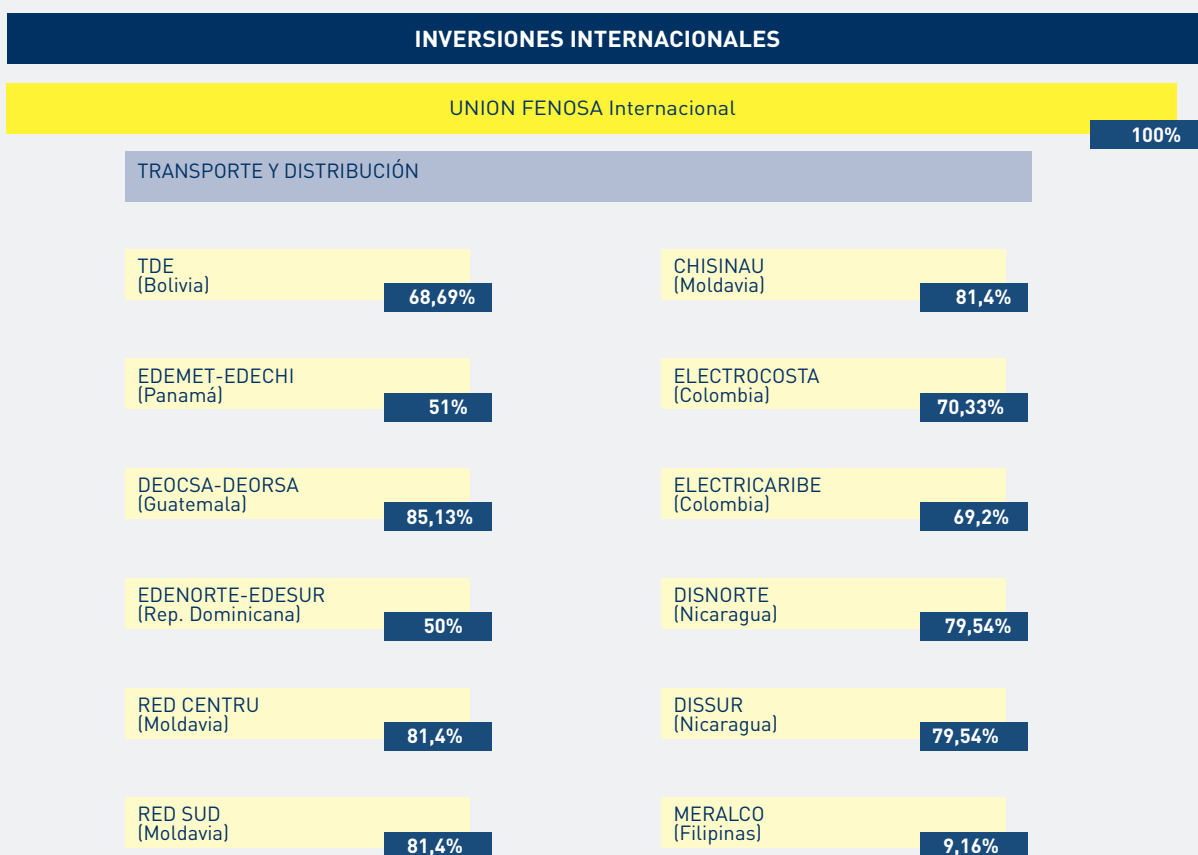 INVERSIONES INTERNACIONALES
UNION FENOSA Internacional
100%
TRANSPORTE Y DISTRIBUCIÓN
TDE
(Bolivia)
68,69%
CHISINAU
(Moldavia)
81,4%
EDEMET-EDECHI
(Panamá)
51%
ELECTROCOSTA
(Colombia)
70,33%
DEOCSA-DEORSA
(Guatemala)
85,13%
ELECTRICARIBE
(Colombia)
69,2%
EDENORTE-EDESUR
(Rep. Dominicana)
50%
DISNORTE
(Nicaragua)
79,54%
RED CENTRU
(Moldavia)
81,4%
DISSUR
(Nicaragua)
79,54%
RED SUD
(Moldavia)
81,4%
MERALCO
(Filipinas)
9,16%